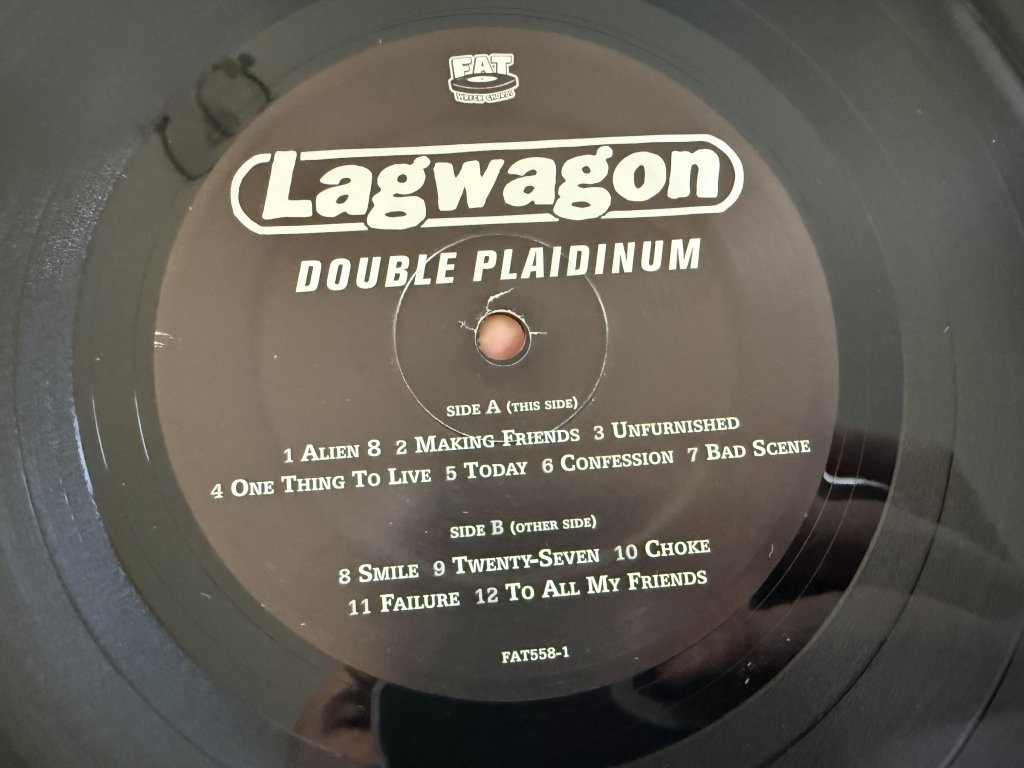 FAT
WRECK CHORDS
Lagwagon
DOUBLE PLAIDINUM
SIDE A (THIS SIDE)
1 ALIEN 8 2 MAKING FRIENDS 3 UNFURNISHED
4 ONE THING TO LIVE 5 TODAY 6 CONFESSION 7 BAD SCENE
SIDE B (OTHER SIDE)
8 SMILE 9 TWENTY-SEVEN 10 CHOKE
11 FAILURE 12 TO ALL MY FRIENDS
FAT558-1